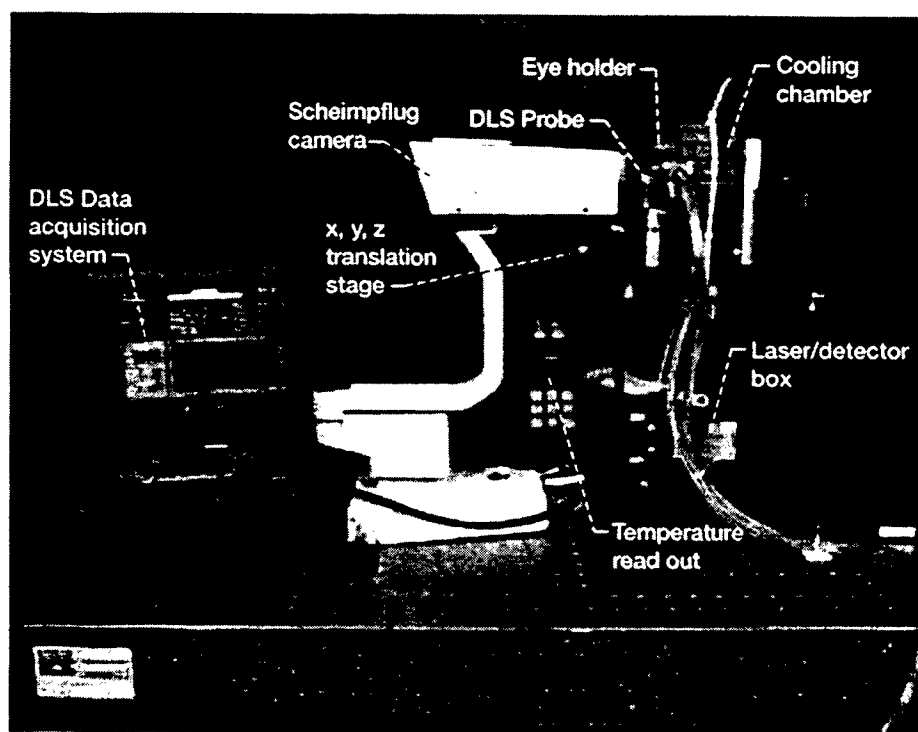 Eye holder
Cooling
chamber
Scheimpflug
camera
DLS Probe
DLS Data
acquisition
system
x, y, z
translation
stage
Laser/detector
box
Temperature
read out